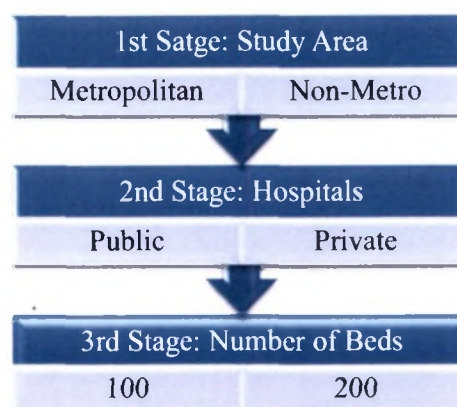 1st Satge: Study Area
Metropolitan Non-Metro
2nd Stage: Hospitals
Public Private
3rd Stage: Number of Beds
100 200